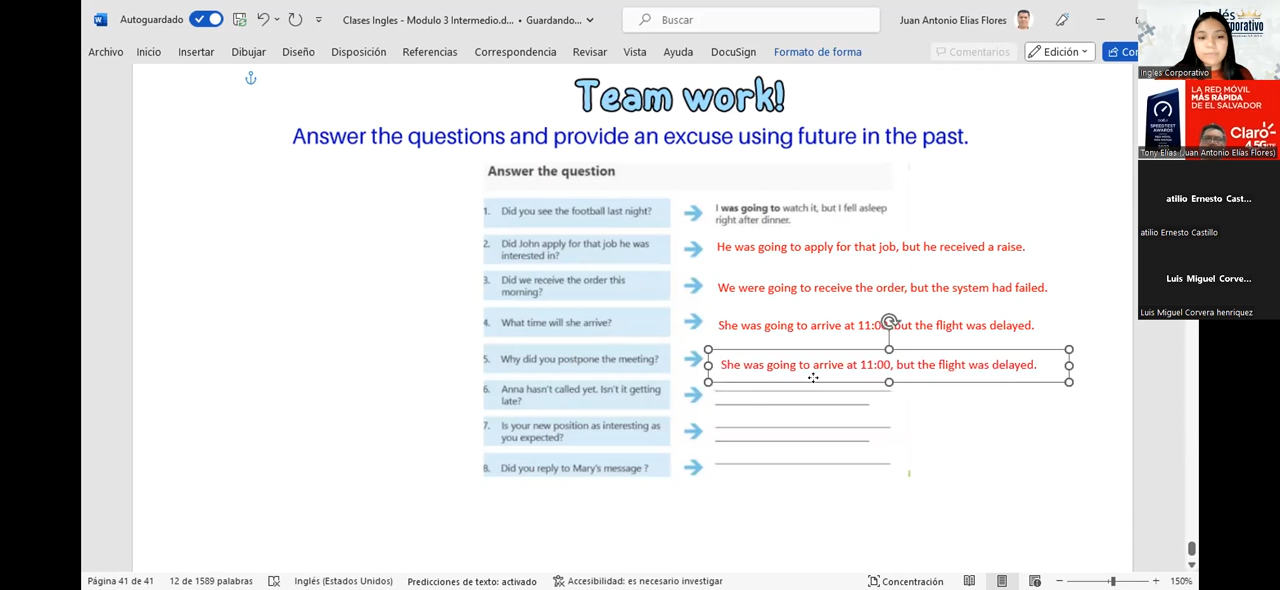 Autoguardado
Clases Ingles - Modulo 3 Intermedio.d... • Guardando...
Buscar
Juan Antonio Elias Flores
Archivo Inicio Insertar Dibujar Diseño Disposición Referencias Correspondencia Revisar Vista Ayuda DocuSign Formato de forma
Comentarios
Edición
Team work!
Answer the questions and provide an excuse using future in the past.
Answer the question
1. Did you see the football last night?
I was going to watch it, but I fell asleep
right after dinner.
2. Did John apply for that job he was
interested in?
He was going to apply for that job, but he received a raise.
3. Did we receive the order this
morning?
We were going to receive the order, but the system had failed.
4. What time will she arrive?
She was going to arrive at 11:00, but the flight was delayed.
5. Why did you postpone the meeting?
She was going to arrive at 11:00, but the flight was delayed.
6. Anna hasn't called yet. Isn't it getting
late?
7. Is your new position as interesting as
you expected?
8. Did you reply to Mary's message ?
Ingles Corporativo
LA RED MÓVIL
MÁS RÁPIDA
DE EL SALVADOR
Claro
Tony Elias (Juan Antonio Elias Flores)
atilio Ernesto Cast...
atilio Ernesto Castillo
Luis Miguel Corve...
Luis Miguel Corvera henriquez
Página 41 de 41
12 de 1589 palabras
Inglés (Estados Unidos)
Predicciones de texto: activado
Accesibilidad: es necesario investigar
Concentración
150%